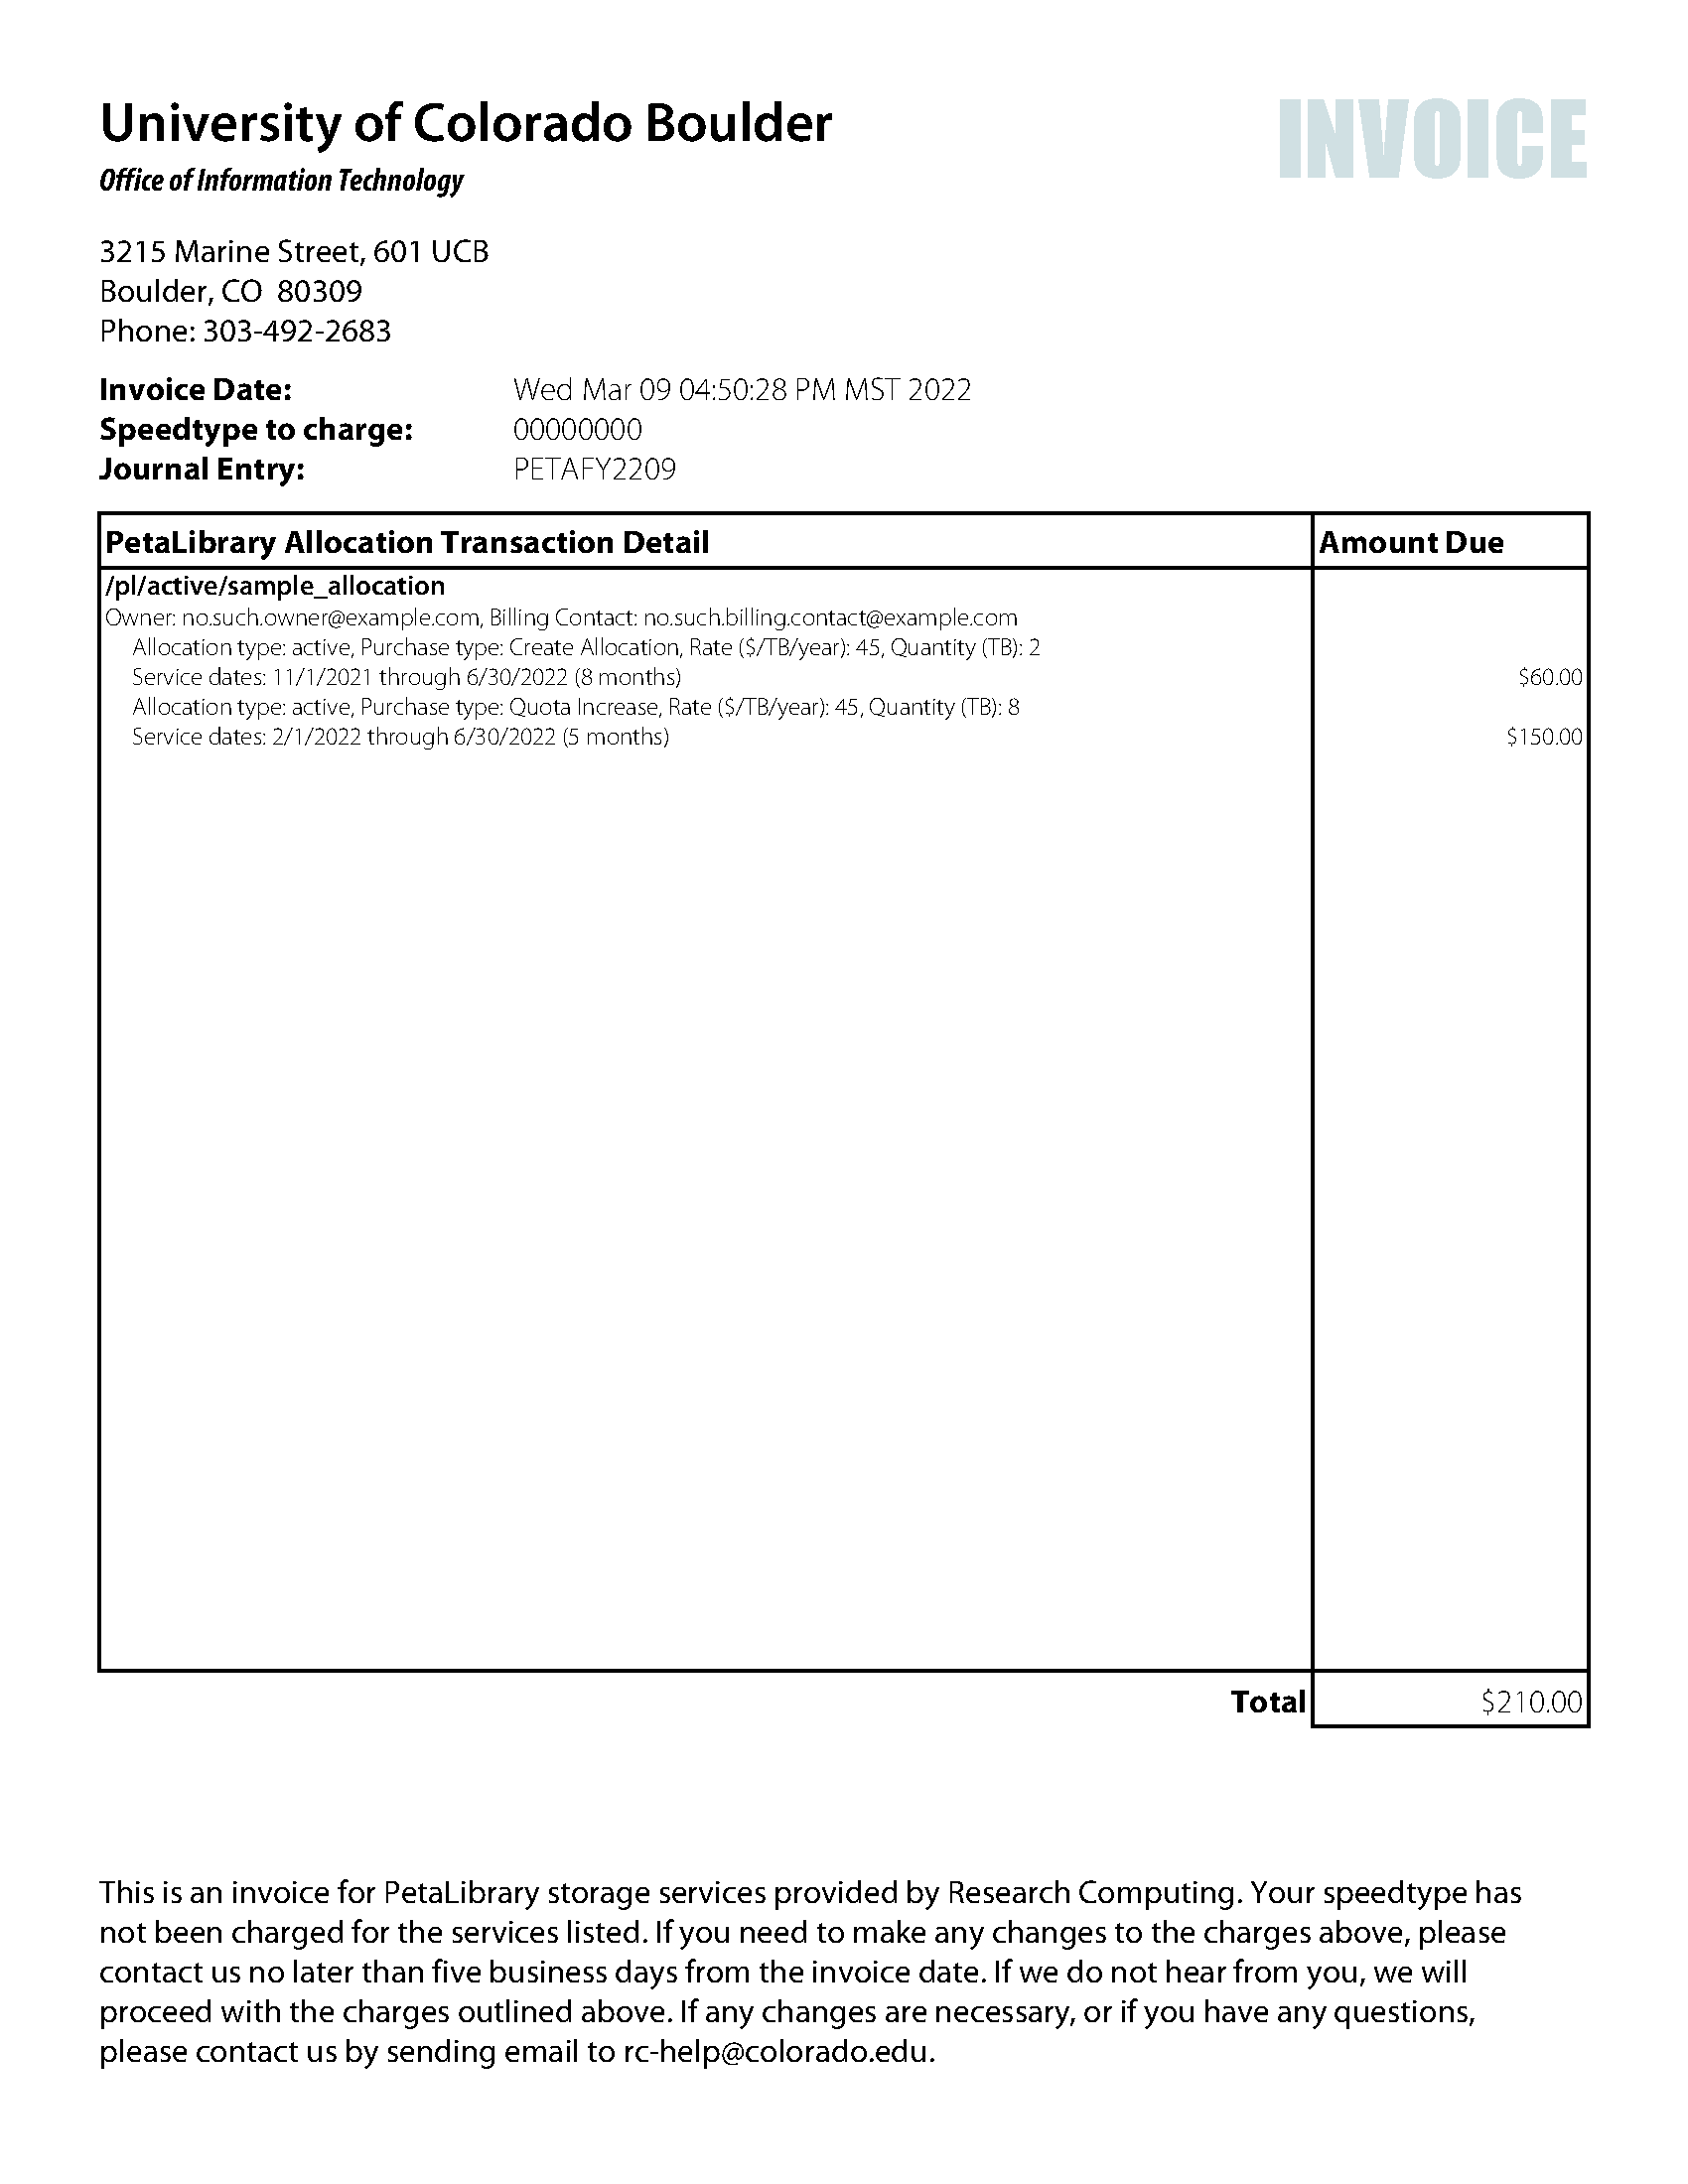 University of Colorado Boulder
INVOICE
Office of Information Technology
3215 Marine Street, 601 UCB
Boulder, CO  80309
Phone: 303-492-2683
Invoice Date: Wed Mar 09 04:50:28 PM MST 2022
Speedtype to charge: 00000000
Journal Entry: PETAFY2209
PetaLibrary Allocation Transaction Detail Amount Due
/pl/active/sample_allocation
Owner: no.such.owner@example.com, Billing Contact: no.such.billing.contact@example.com
Allocation type: active, Purchase type: Create Allocation, Rate ($/TB/year): 45, Quantity (TB): 2
Service dates: 11/1/2021 through 6/30/2022 (8 months) $60.00
Allocation type: active, Purchase type: Quota Increase, Rate ($/TB/year): 45, Quantity (TB): 8
Service dates: 2/1/2022 through 6/30/2022 (5 months) $150.00
Total $210.00
This is an invoice for PetaLibrary storage services provided by Research Computing. Your speedtype has
not been charged for the services listed. If you need to make any changes to the charges above, please
contact us no later than five business days from the invoice date. If we do not hear from you, we will
proceed with the charges outlined above. If any changes are necessary, or if you have any questions,
please contact us by sending email to rc-help@colorado.edu.